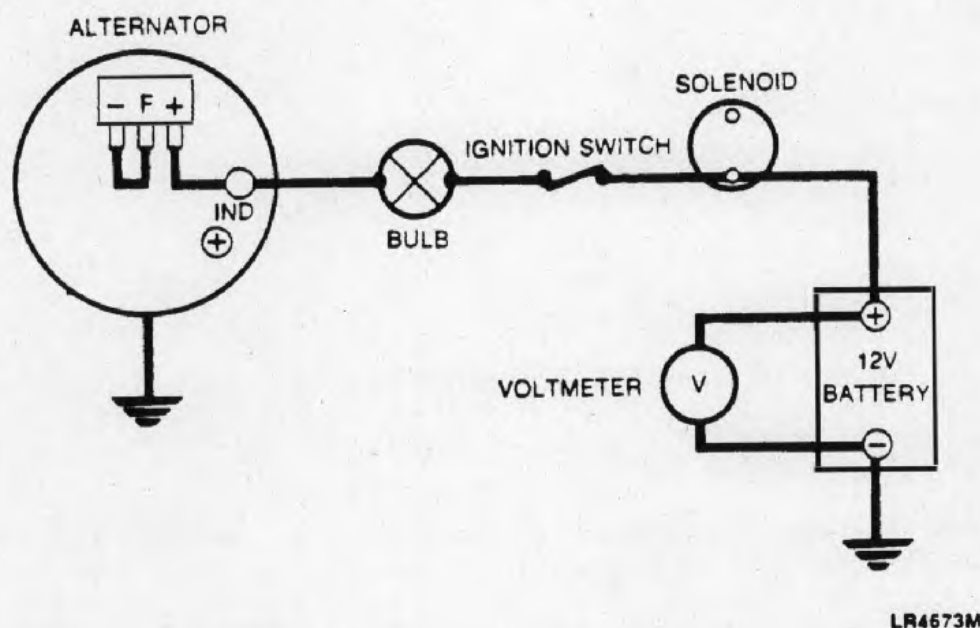 ALTERNATOR
- F +
IND
+
BULB
IGNITION SWITCH
SOLENOID
VOLTMETER
V
+
12V
BATTERY
-
LR4673M